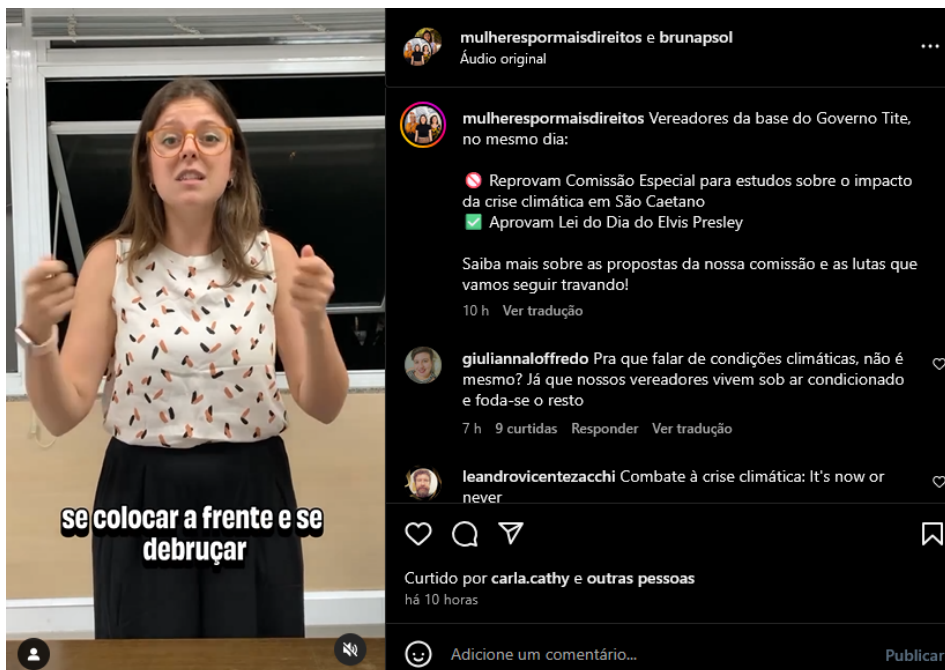 mulherespormaisdireitos e brunapsol
Áudio original
mulherespormaisdireitos Vereadores da base do Governo Tite,
no mesmo dia:
🚫 Reprovam Comissão Especial para estudos sobre o impacto
da crise climática em São Caetano
✅ Aprovam Lei do Dia do Elvis Presley
Saiba mais sobre as propostas da nossa comissão e as lutas que
vamos seguir travando!
10 h Ver tradução
giuliannaloffredo Pra que falar de condições climáticas, não é
mesmo? Já que nossos vereadores vivem sob ar condicionado
e foda-se o resto
7 h 9 curtidas Responder Ver tradução
leandrovicentezacchi Combate à crise climática: It's now or
never
Curtido por carla.cathy e outras pessoas
há 10 horas
Adicione um comentário...
Publicar
se colocar a frente e se
debruçar